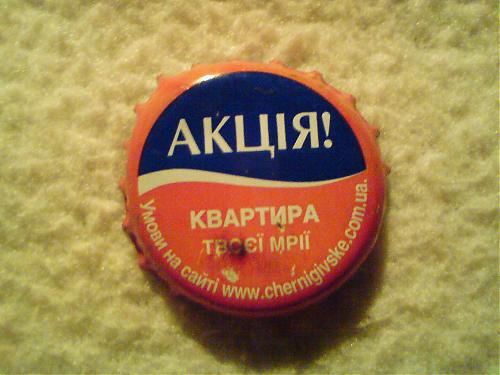 АКЦІЯ!
КВАРТИРА
ТВОЄЇ МРІЇ
Умови на сайті www.chernigivske.com.ua.